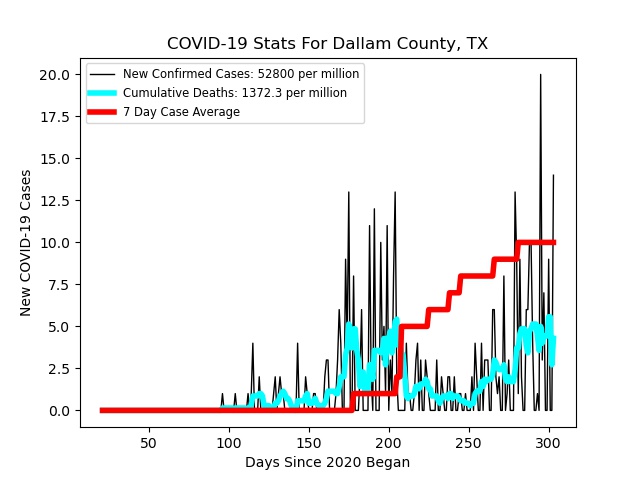 COVID-19 Stats For Dallam County, TX
New Confirmed Cases: 52800 per million
Cumulative Deaths: 1372.3 per million
7 Day Case Average
20.0
17.5
15.0
12.5
10.0
7.5
5.0
2.5
0.0
New COVID-19 Cases
50 100 150 200 250 300
Days Since 2020 Began